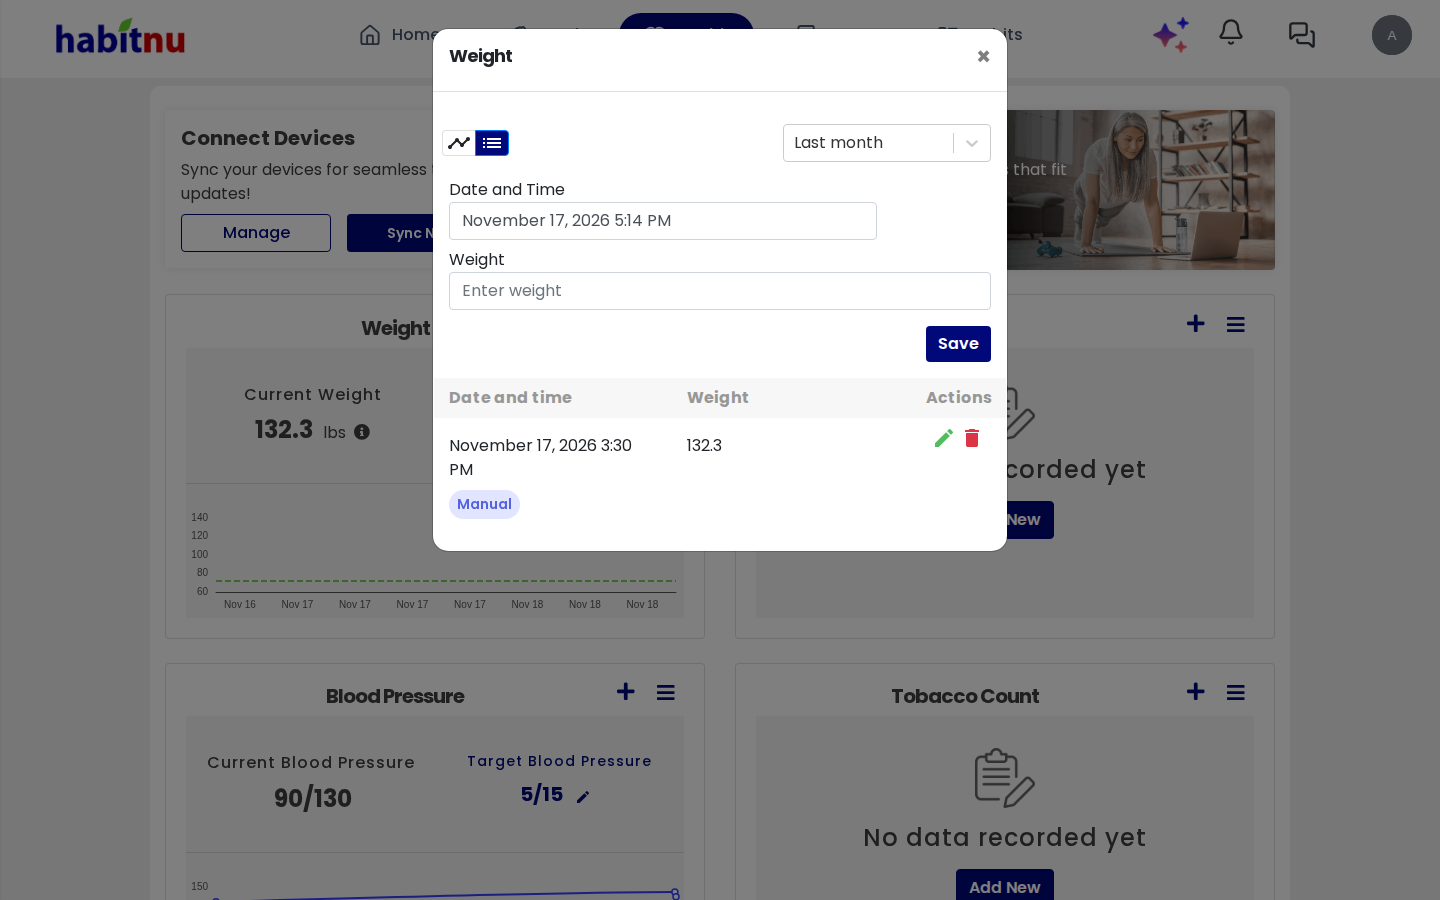 habitnu
Home
its
A
Weight
×
Connect Devices
Sync your devices for seamless
updates!
Manage
Sync N
that fit
Last month
Date and Time
November 17, 2026 5:14 PM
Weight
Enter weight
Save
Date and time Weight Actions
November 17, 2026 3:30
PM
132.3
Manual
Weight
Current Weight
132.3 lbs
140
120
100
80
60
Nov 16 Nov 17 Nov 17 Nov 17 Nov 17 Nov 18 Nov 18 Nov 18
corded yet
New
Blood Pressure
Current Blood Pressure
90/130
Target Blood Pressure
5/15
150
Tobacco Count
No data recorded yet
Add New